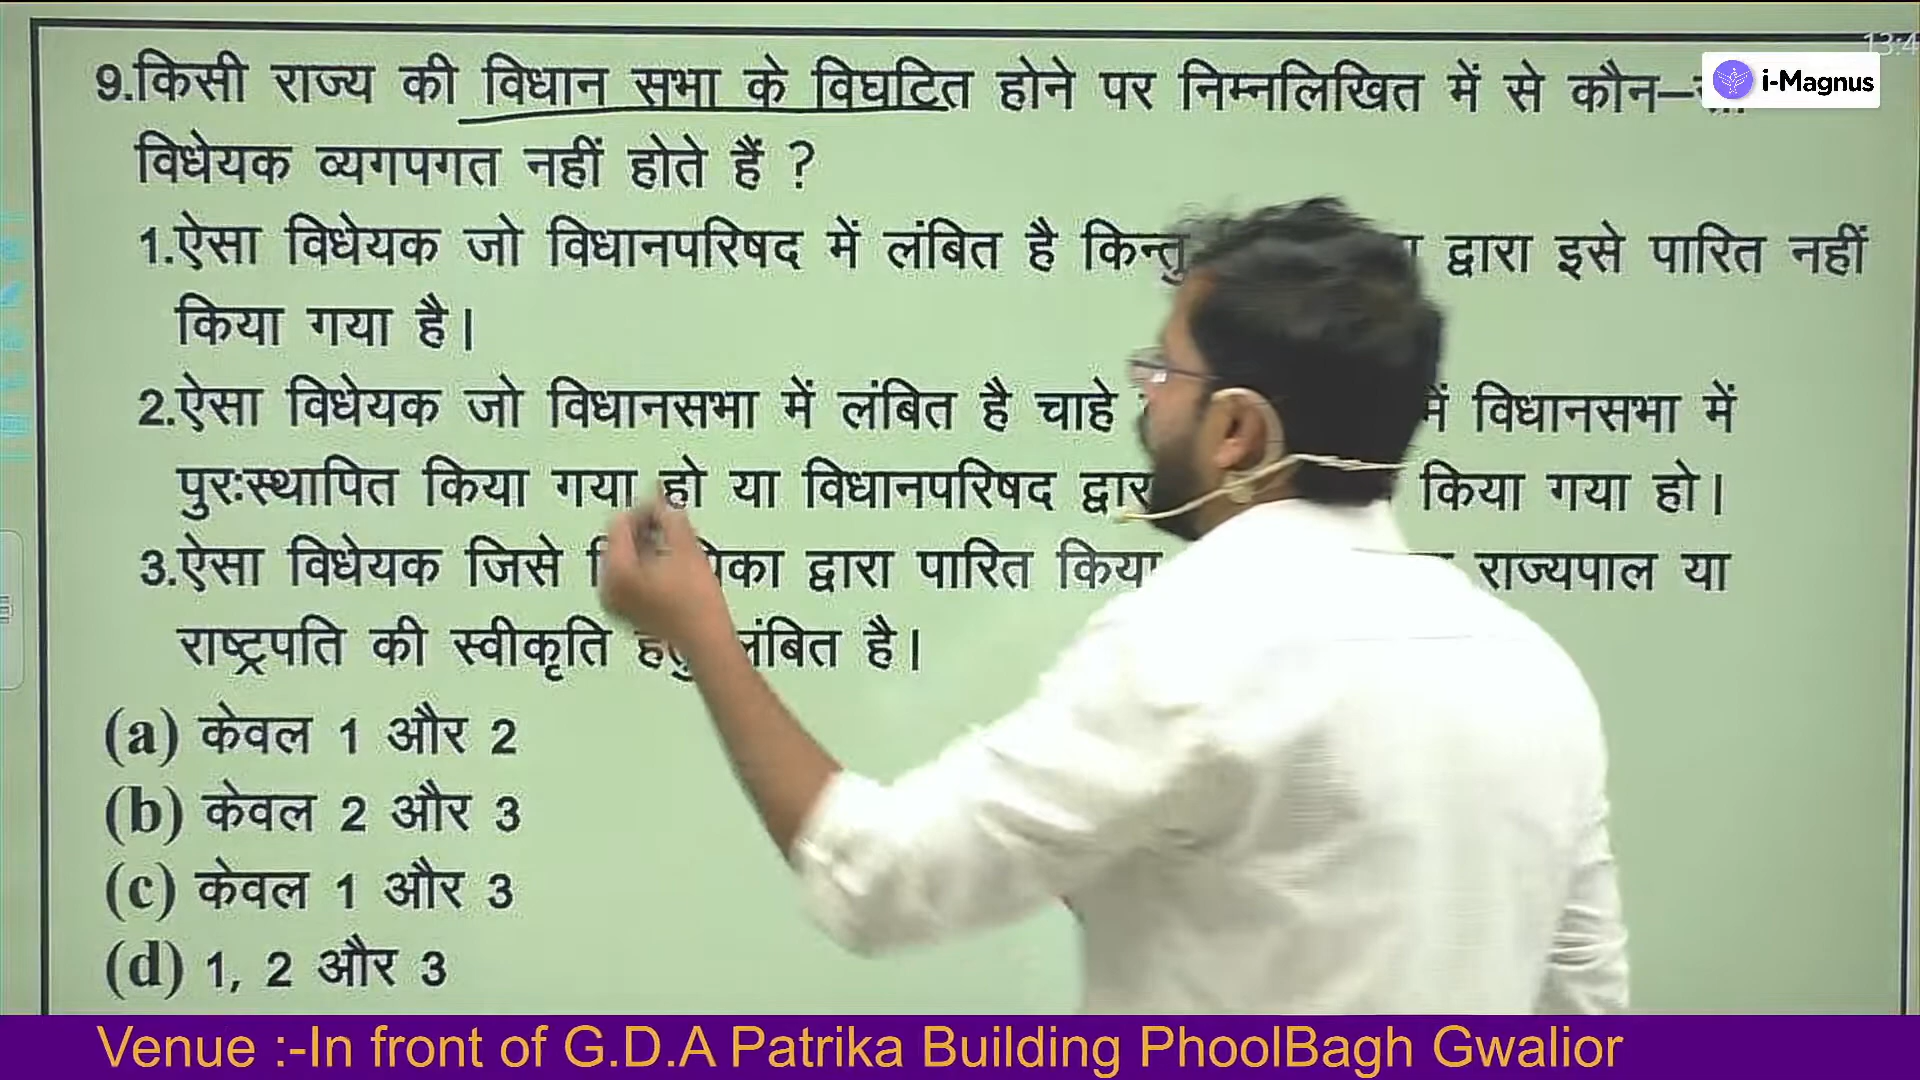 13:4
i-Magnus
9.किसी राज्य की विधान सभा के विघटित होने पर निम्नलिखित में से कौन–
विधेयक व्यगपगत नहीं होते हैं ?
1.ऐसा विधेयक जो विधानपरिषद में लंबित है किन्तु द्वारा इसे पारित नहीं
किया गया है।
2.ऐसा विधेयक जो विधानसभा में लंबित है चाहे में विधानसभा में
पुरःस्थापित किया गया हो या विधानपरिषद द्वारा किया गया हो।
3.ऐसा विधेयक जिसे द्वारा पारित किया राज्यपाल या
राष्ट्रपति की स्वीकृति हेतु लंबित है।
(a) केवल 1 और 2
(b) केवल 2 और 3
(c) केवल 1 और 3
(d) 1, 2 और 3
Venue :-In front of G.D.A Patrika Building PhoolBagh Gwalior